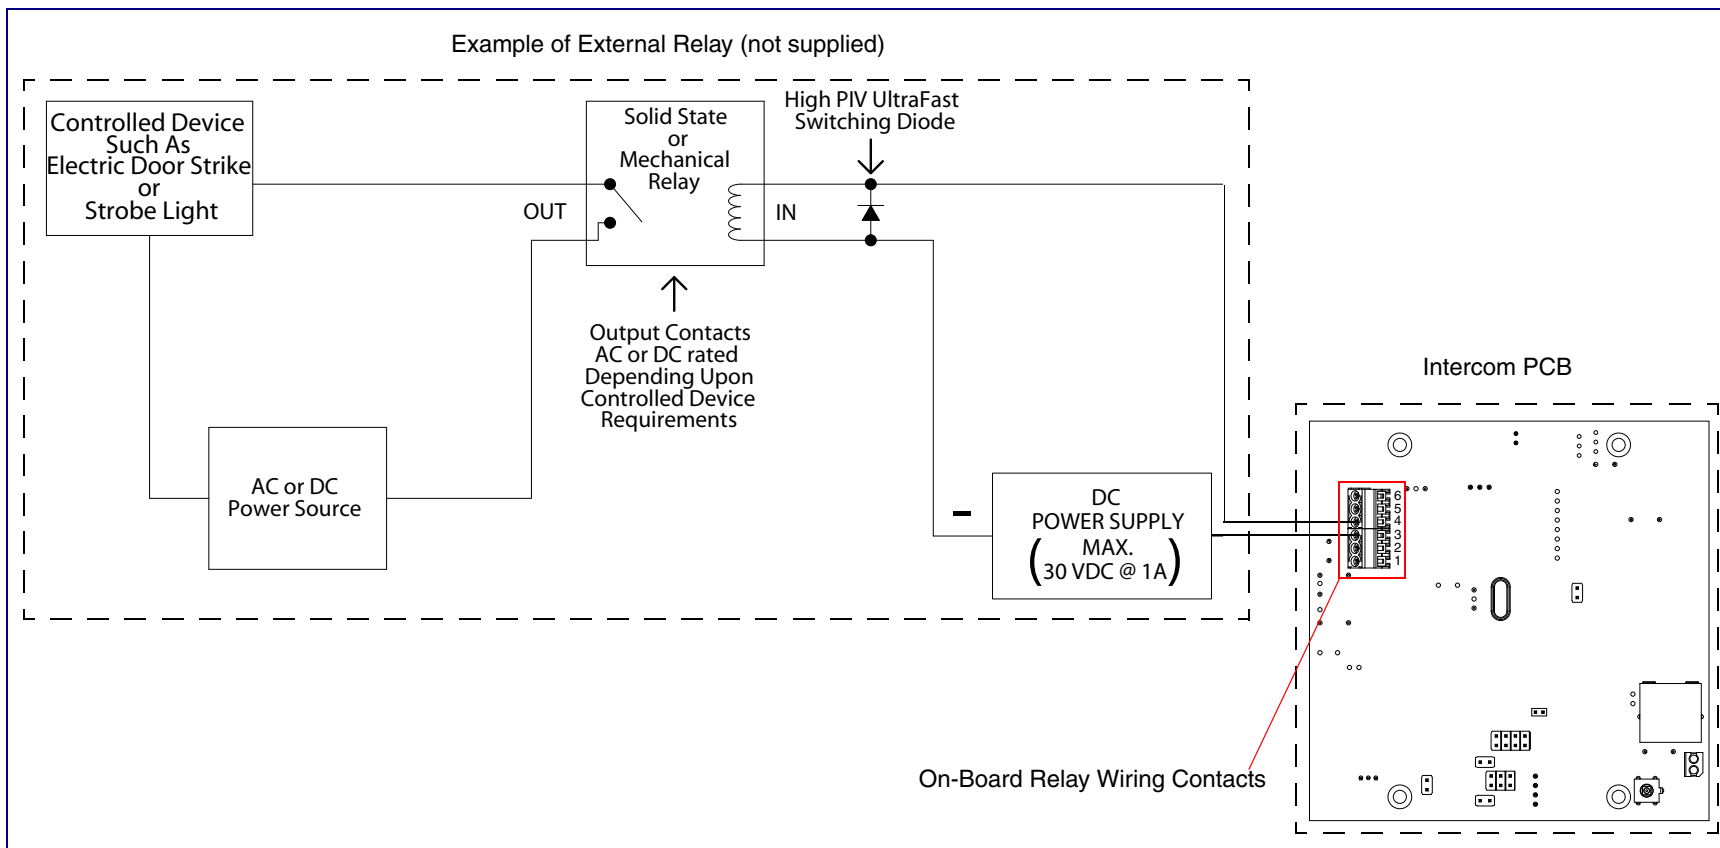 Example of External Relay (not supplied)
Controlled Device
Such As
Electric Door Strike
or
Strobe Light
Solid State
or
Mechanical
Relay
High PIV UltraFast
Switching Diode
OUT
IN
Output Contacts
AC or DC rated
Depending Upon
Controlled Device
Requirements
AC or DC
Power Source
–
DC
POWER SUPPLY
( MAX.
30 VDC @ 1A )
Intercom PCB
6
5
4
3
2
1
On-Board Relay Wiring Contacts